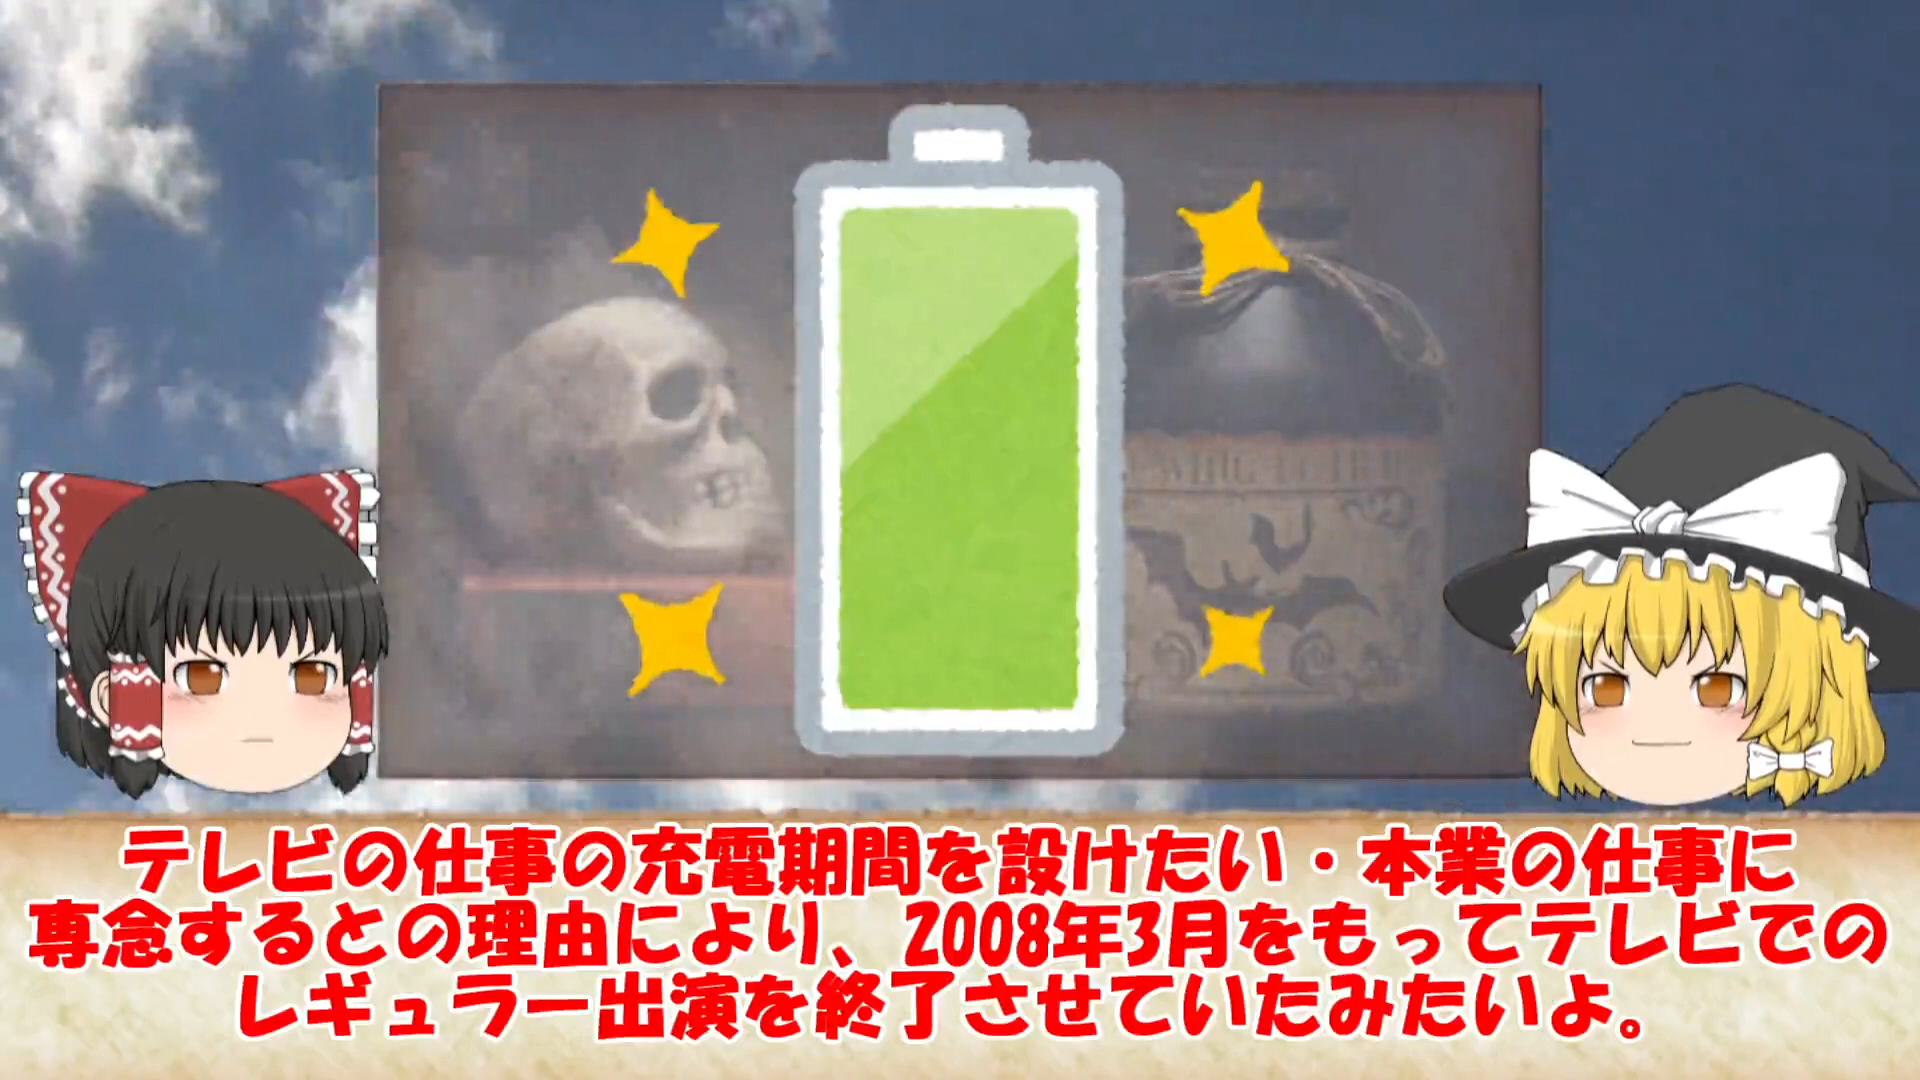 テレビの仕事の充電期間を設けたい・本業の仕事に
専念するとの理由により、2008年3月をもってテレビでの
レギュラー出演を終了させていたみたいよ。